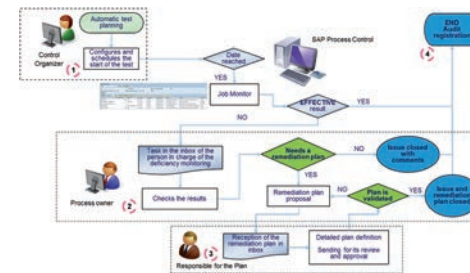 Automatic test
planning
Control
Organizer
1
Configures and
schedules the
start of the test
Date
reached
SAP Process Control
END
Audit
registration
4
YES
Job Monitor
EFFECTIVE
result
YES
NO
Task in the inbox of the
person in charge of the
deficiency monitoring
Needs a
remediation plan
NO
Issue closed
with
comments
Process owner
2
Checks the results
YES
Remediation plan
proposal
NO
Plan is
validated
YES
Issue and
remediation
plan closed
3
Reception of the
remediation plan in
inbox
Detailed plan definition
Sending for its review
and approval
Responsible for the Plan